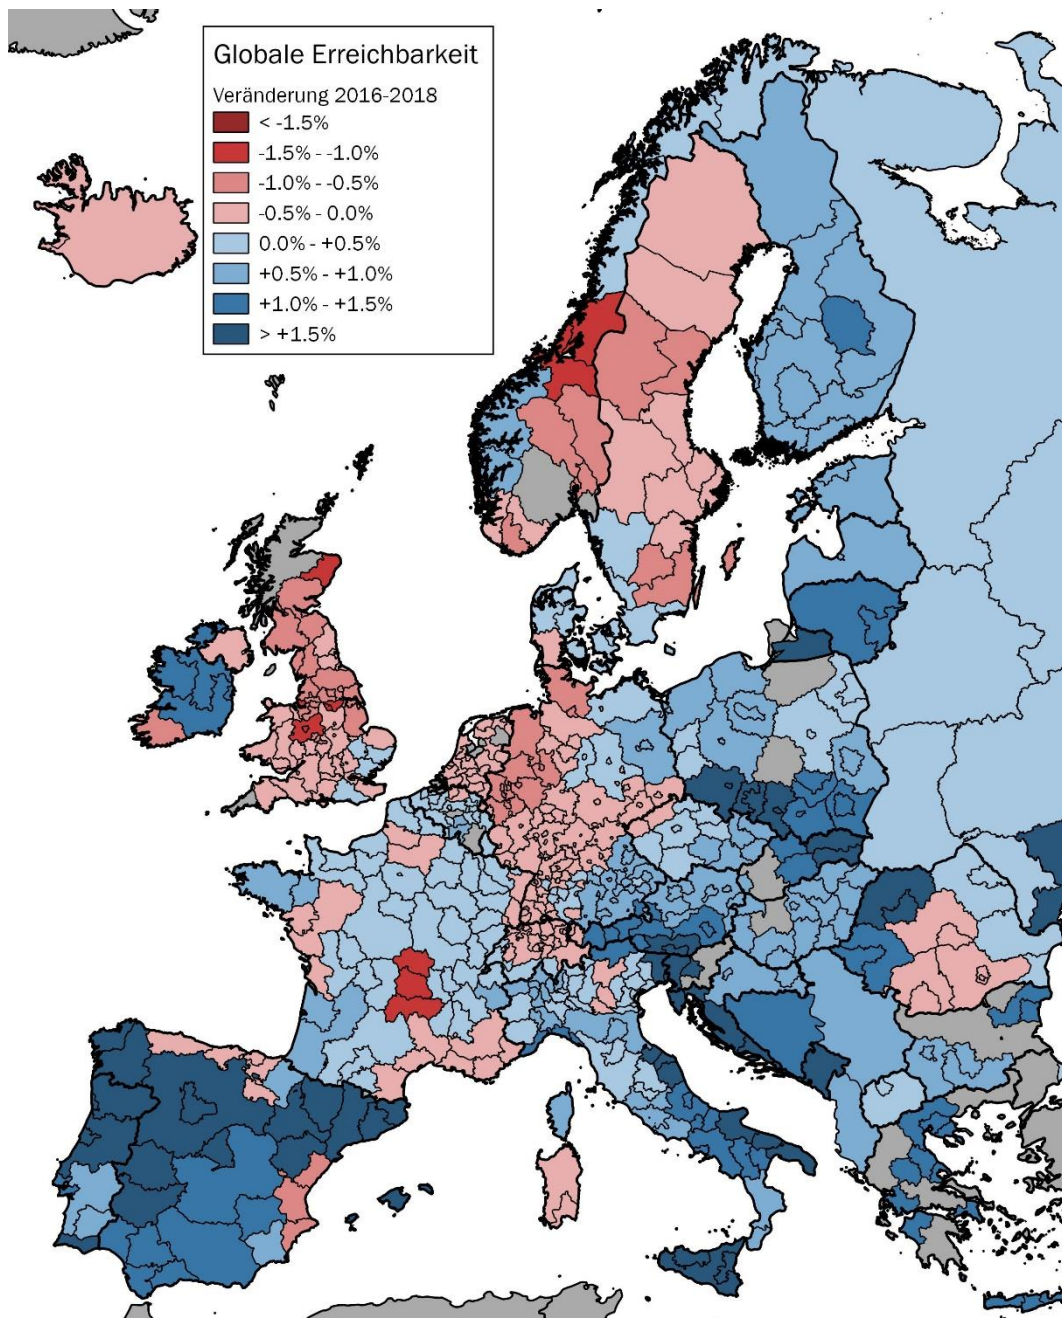 Globale Erreichbarkeit
Veränderung 2016-2018
< -1.5%
-1.5% - -1.0%
-1.0% - -0.5%
-0.5% - 0.0%
0.0% - +0.5%
+0.5% - +1.0%
+1.0% - +1.5%
> +1.5%